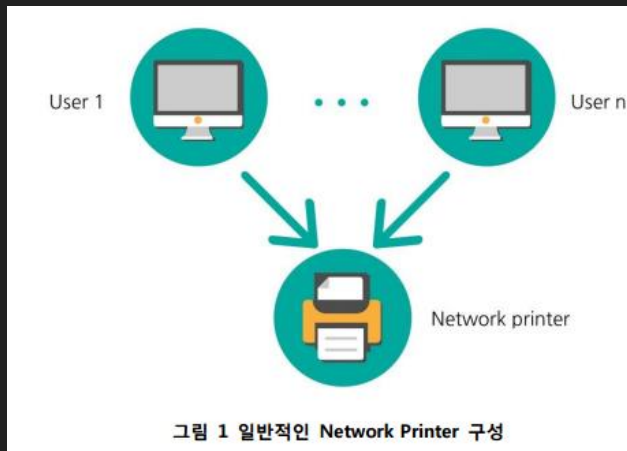 User 1
User n
Network printer
그림 1 일반적인 Network Printer 구성